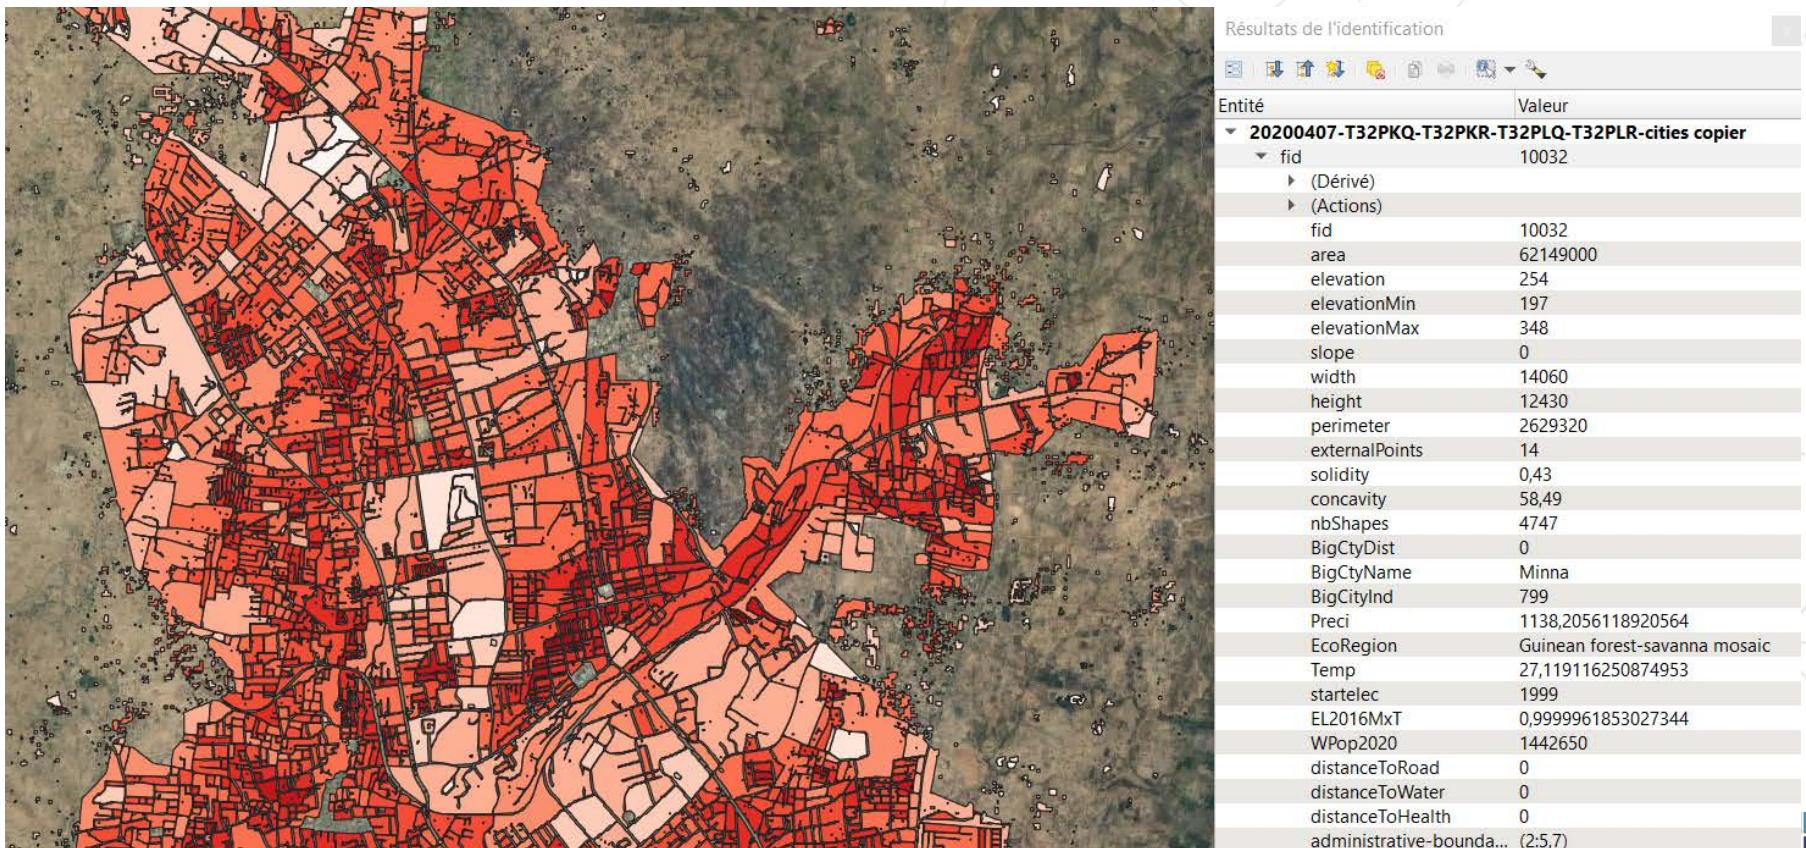 Résultats de l'identification
Entité Valeur
20200407-T32PKQ-T32PKR-T32PLQ-T32PLR-cities copier
fid 10032
(Dérivé)
(Actions)
fid 10032
area 62149000
elevation 254
elevationMin 197
elevationMax 348
slope 0
width 14060
height 12430
perimeter 2629320
externalPoints 14
solidity 0,43
concavity 58,49
nbShapes 4747
BigCtyDist 0
BigCtyName Minna
BigCityInd 799
Preci 1138,2056118920564
EcoRegion Guinean forest-savanna mosaic
Temp 27,119116250874953
startelec 1999
EL2016MxT 0,9999961853027344
WPop2020 1442650
distanceToRoad 0
distanceToWater 0
distanceToHealth 0
administrative-bounda... (2:5,7)